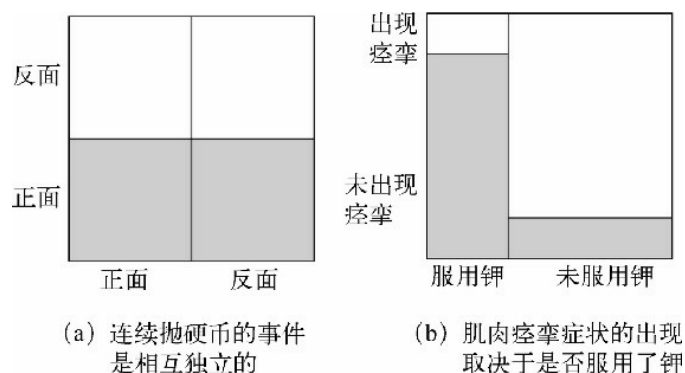 反面
正面
正面
反面
(a) 连续抛硬币的事件
是相互独立的
出现
痉挛
未出现
痉挛
服用钾
未服用钾
(b) 肌肉痉挛症状的出现
取决于是否服用了钾